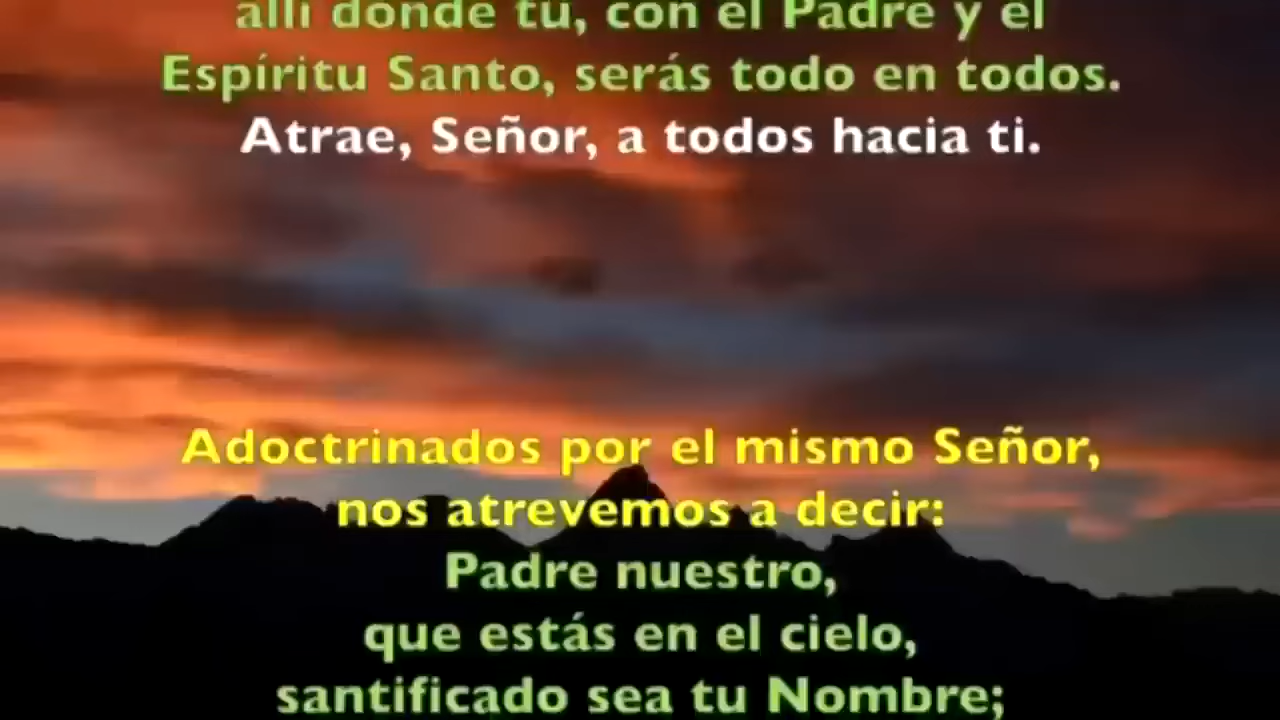 allí donde tú, con el Padre y el
Espíritu Santo, serás todo en todos.
Atrae, Señor, a todos hacia ti.
Adoctrinados por el mismo Señor,
nos atrevemos a decir:
Padre nuestro,
que estás en el cielo,
santificado sea tu Nombre;